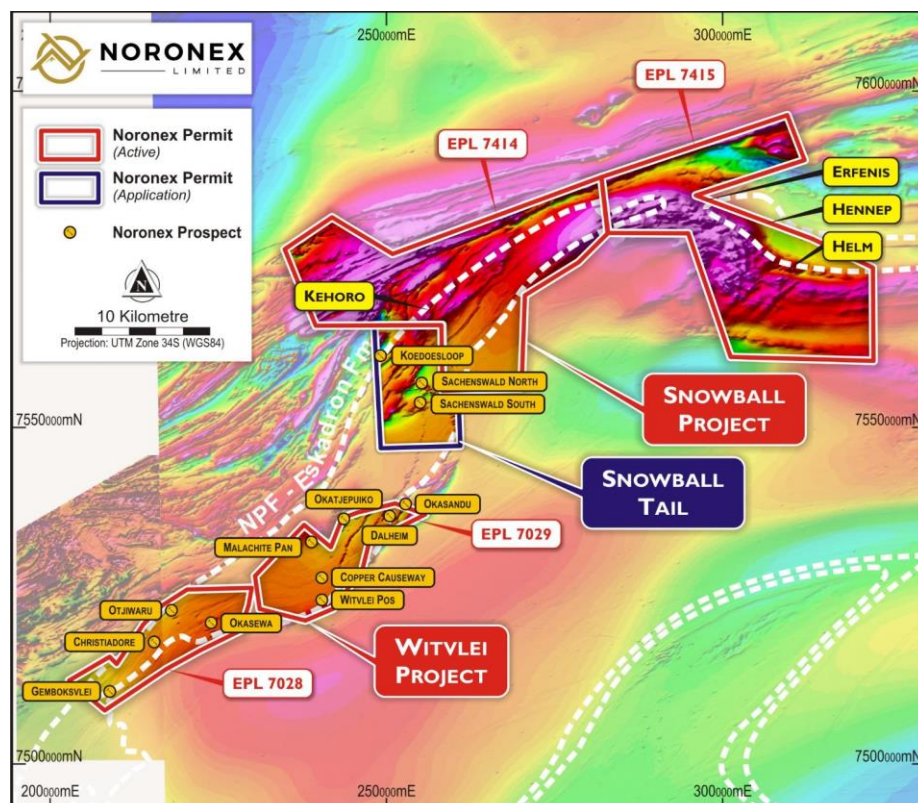 NORONEX
LIMITED
Noronex Permit
(Active)
Noronex Permit
(Application)
Noronex Prospect
N
10 Kilometre
Projection: UTM Zone 34S (WGS84)
250000mE
300000mE
7600000mN
EPL 7415
EPL 7414
ERFENIS
HENNEP
HELM
KEHORO
KOEDOESLOOP
SACHENSWALD NORTH
SACHENSWALD SOUTH
SNOWBALL
PROJECT
7550000mN
7550000mN
SNOWBALL
TAIL
NPF - Eskadron Fm
OKATJEPUIKO
OKASANDU
DALHEIM
EPL 7029
MALACHITE PAN
COPPER CAUSEWAY
WITVLEI POS
OTJIWARU
OKASEWA
CHRISTIADORE
WITVLEI
PROJECT
EPL 7028
GEMBOKSVLEI
7500000mN
7500000mN
200000mE
250000mE
300000mE